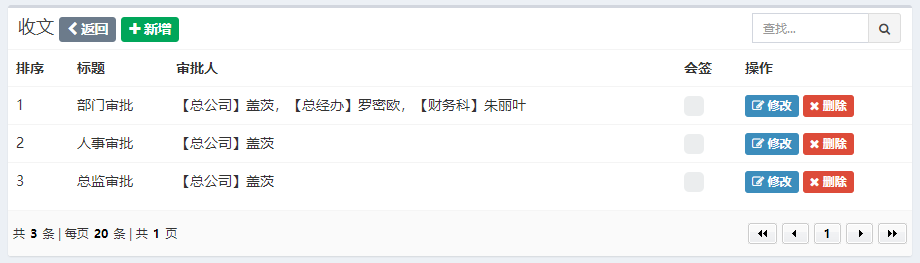 收文 返回 新增 查找...
排序 标题 审批人 会签 操作
1 部门审批 【总公司】盖茨，【总经办】罗密欧，【财务科】朱丽叶 修改 删除
2 人事审批 【总公司】盖茨 修改 删除
3 总监审批 【总公司】盖茨 修改 删除
共 3 条 | 每页 20 条 | 共 1 页 1